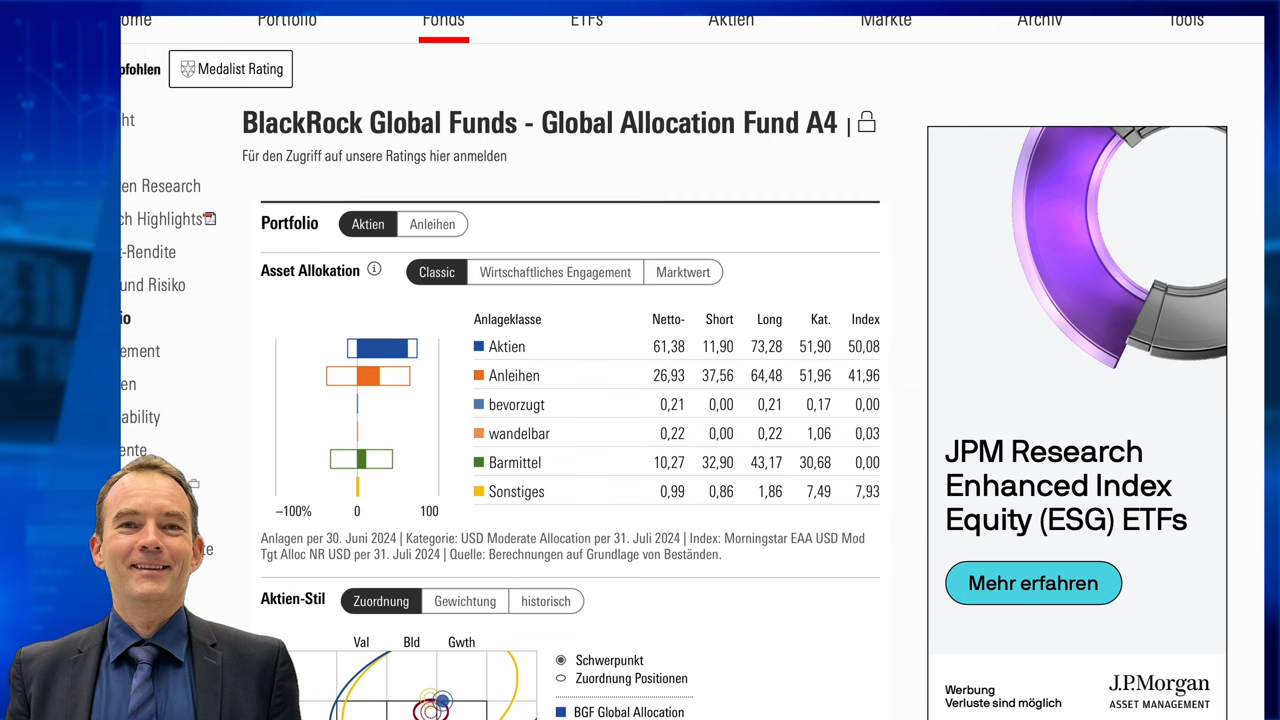 Portfolio Fonds ETFs Aktien Märkte Archiv Tools
Medalist Rating
BlackRock Global Funds - Global Allocation Fund A4 |
Für den Zugriff auf unsere Ratings hier anmelden
en Research
ch Highlights
-Rendite
und Risiko
Portfolio Aktien Anleihen
Asset Allokation Classic Wirtschaftliches Engagement Marktwert
Anlageklasse Netto- Short Long Kat. Index
Aktien 61,38 11,90 73,28 51,90 50,08
Anleihen 26,93 37,56 64,48 51,96 41,96
bevorzugt 0,21 0,00 0,21 0,17 0,00
wandelbar 0,22 0,00 0,22 1,06 0,03
Barmittel 10,27 32,90 43,17 30,68 0,00
Sonstiges 0,99 0,86 1,86 7,49 7,93
–100% 0 100
Anlagen per 30. Juni 2024 | Kategorie: USD Moderate Allocation per 31. Juli 2024 | Index: Morningstar EAA USD Mod
Tgt Alloc NR USD per 31. Juli 2024 | Quelle: Berechnungen auf Grundlage von Beständen.
Aktien-Stil Zuordnung Gewichtung historisch
Val Bld Gwth
Schwerpunkt
Zuordnung Positionen
BGF Global Allocation
JPM Research
Enhanced Index
Equity (ESG) ETFs
Mehr erfahren
Werbung
Verluste sind möglich
J.P.Morgan
ASSET MANAGEMENT